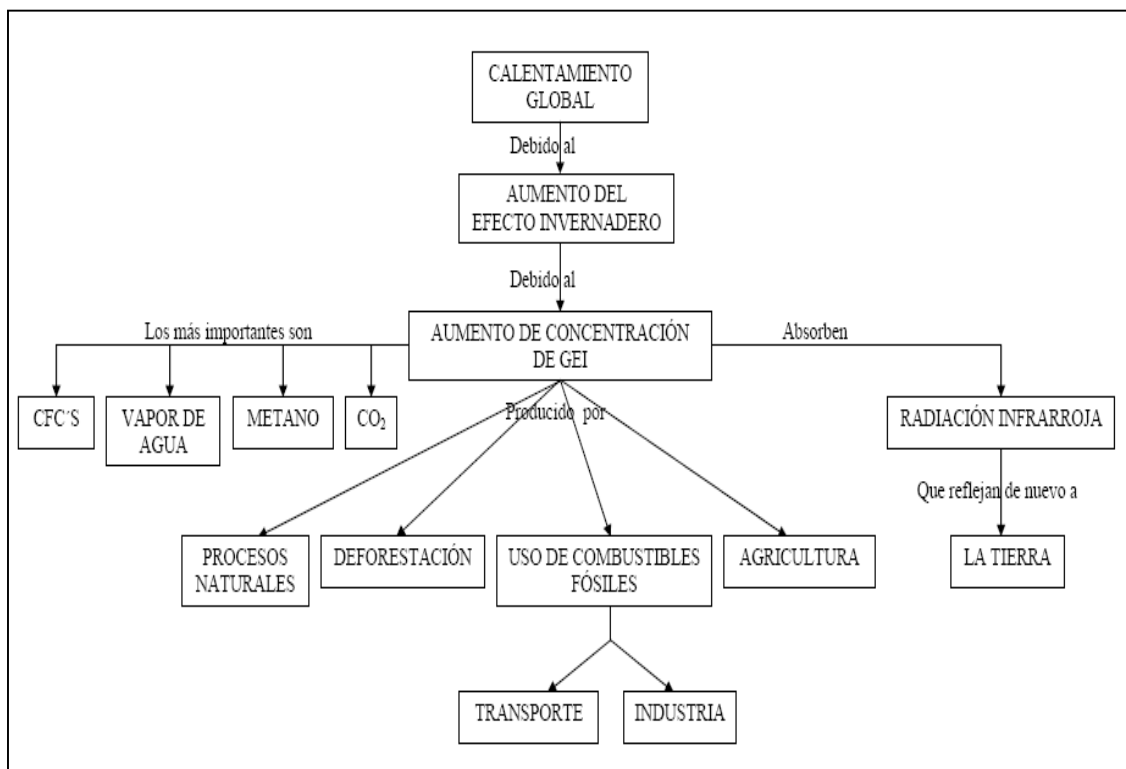 CALENTAMIENTO
GLOBAL
Debido al
AUMENTO DEL
EFECTO INVERNADERO
Debido al
Los más importantes son
AUMENTO DE CONCENTRACIÓN
DE GEI
Absorben
CFC´S
VAPOR DE
AGUA
METANO
CO₂
Producido por
RADIACIÓN INFRARROJA
Que reflejan de nuevo a
PROCESOS
NATURALES
DEFORESTACIÓN
USO DE COMBUSTIBLES
FÓSILES
AGRICULTURA
LA TIERRA
TRANSPORTE
INDUSTRIA